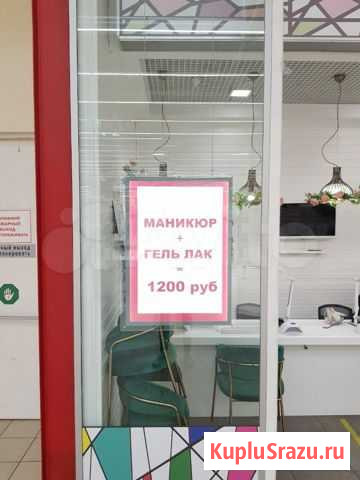 МАНИКЮР
+
ГЕЛЬ ЛАК
=
1200 руб
KupluSrazu.ru